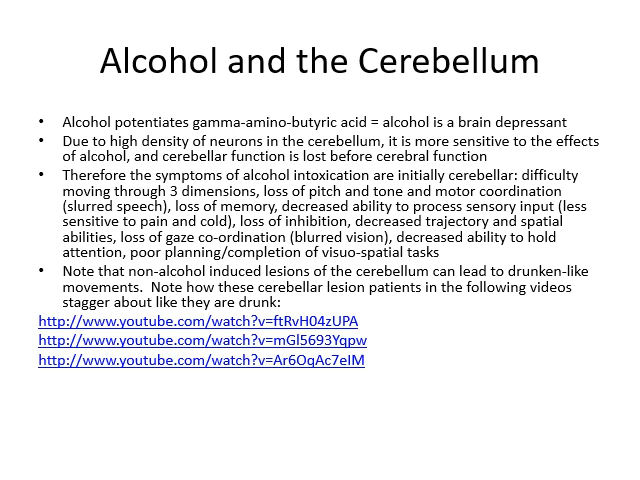 Alcohol and the Cerebellum
• Alcohol potentiates gamma-amino-butyric acid = alcohol is a brain depressant
• Due to high density of neurons in the cerebellum, it is more sensitive to the effects
of alcohol, and cerebellar function is lost before cerebral function
• Therefore the symptoms of alcohol intoxication are initially cerebellar: difficulty
moving through 3 dimensions, loss of pitch and tone and motor coordination
(slurred speech), loss of memory, decreased ability to process sensory input (less
sensitive to pain and cold), loss of inhibition, decreased trajectory and spatial
abilities, loss of gaze co-ordination (blurred vision), decreased ability to hold
attention, poor planning/completion of visuo-spatial tasks
• Note that non-alcohol induced lesions of the cerebellum can lead to drunken-like
movements.  Note how these cerebellar lesion patients in the following videos
stagger about like they are drunk:
http://www.youtube.com/watch?v=ftRvH04zUPA
http://www.youtube.com/watch?v=mGl5693Yqpw
http://www.youtube.com/watch?v=Ar6OqAc7eIM